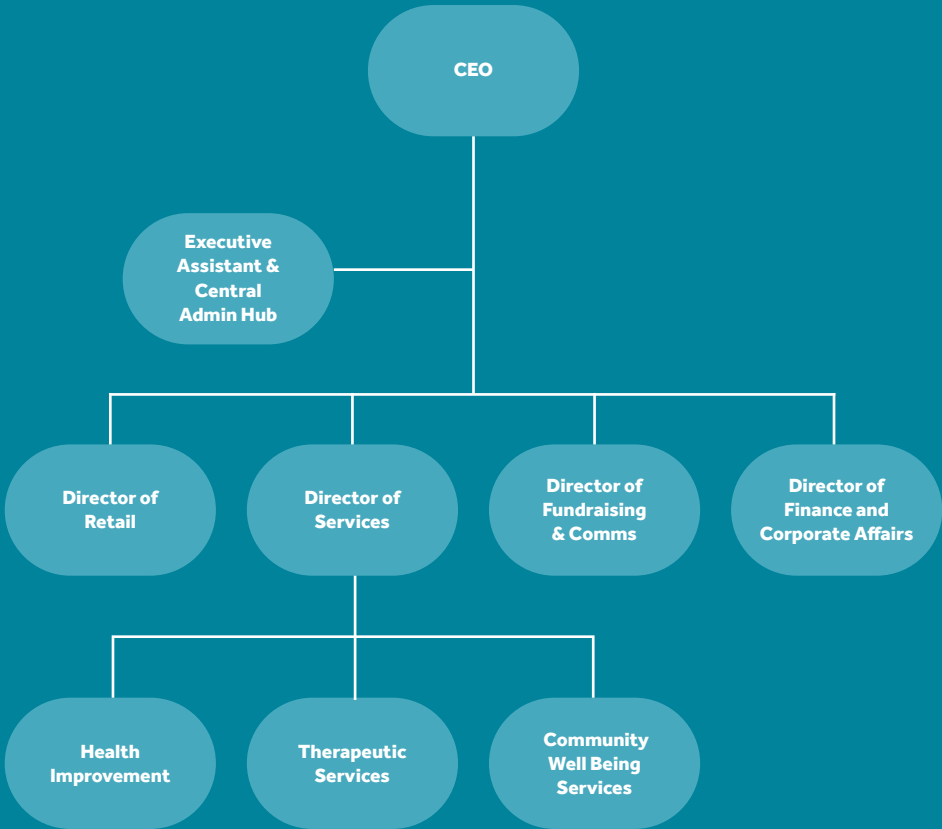 CEO
Executive
Assistant &
Central
Admin Hub
Director of
Retail
Director of
Services
Director of
Fundraising
& Comms
Director of
Finance and
Corporate Affairs
Health
Improvement
Therapeutic
Services
Community
Well Being
Services